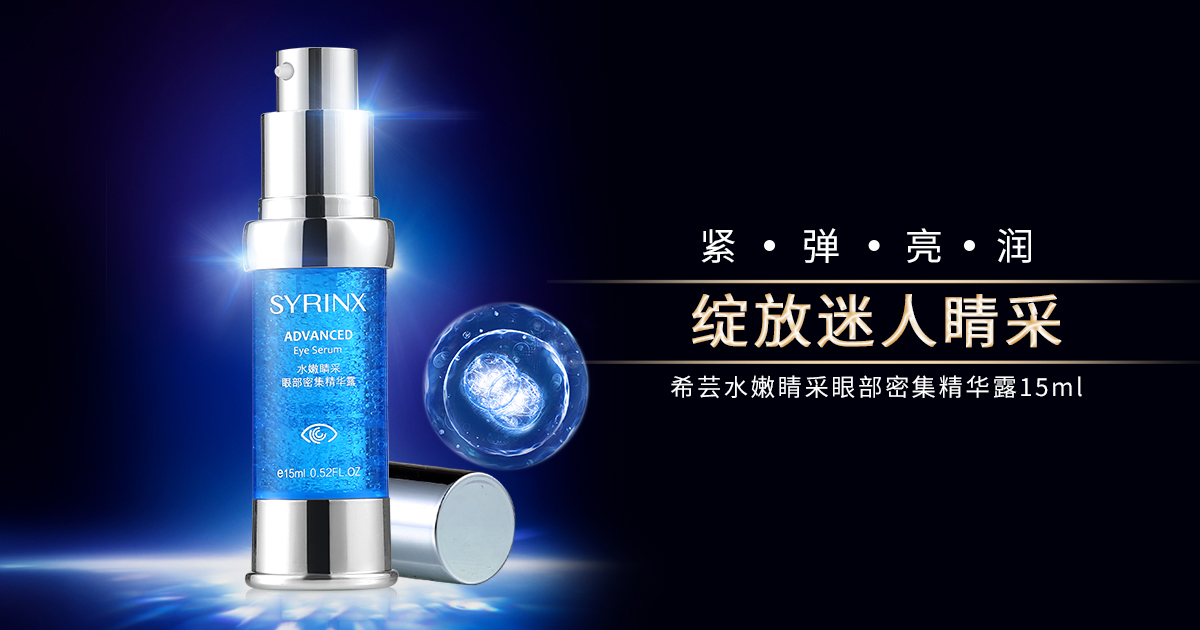 SYRINX
ADVANCED
Eye Serum
水嫩睛采
眼部密集精华露
e15ml 0.52FL.OZ
紧·弹·亮·润
绽放迷人睛采
希芸水嫩睛采眼部密集精华露15ml